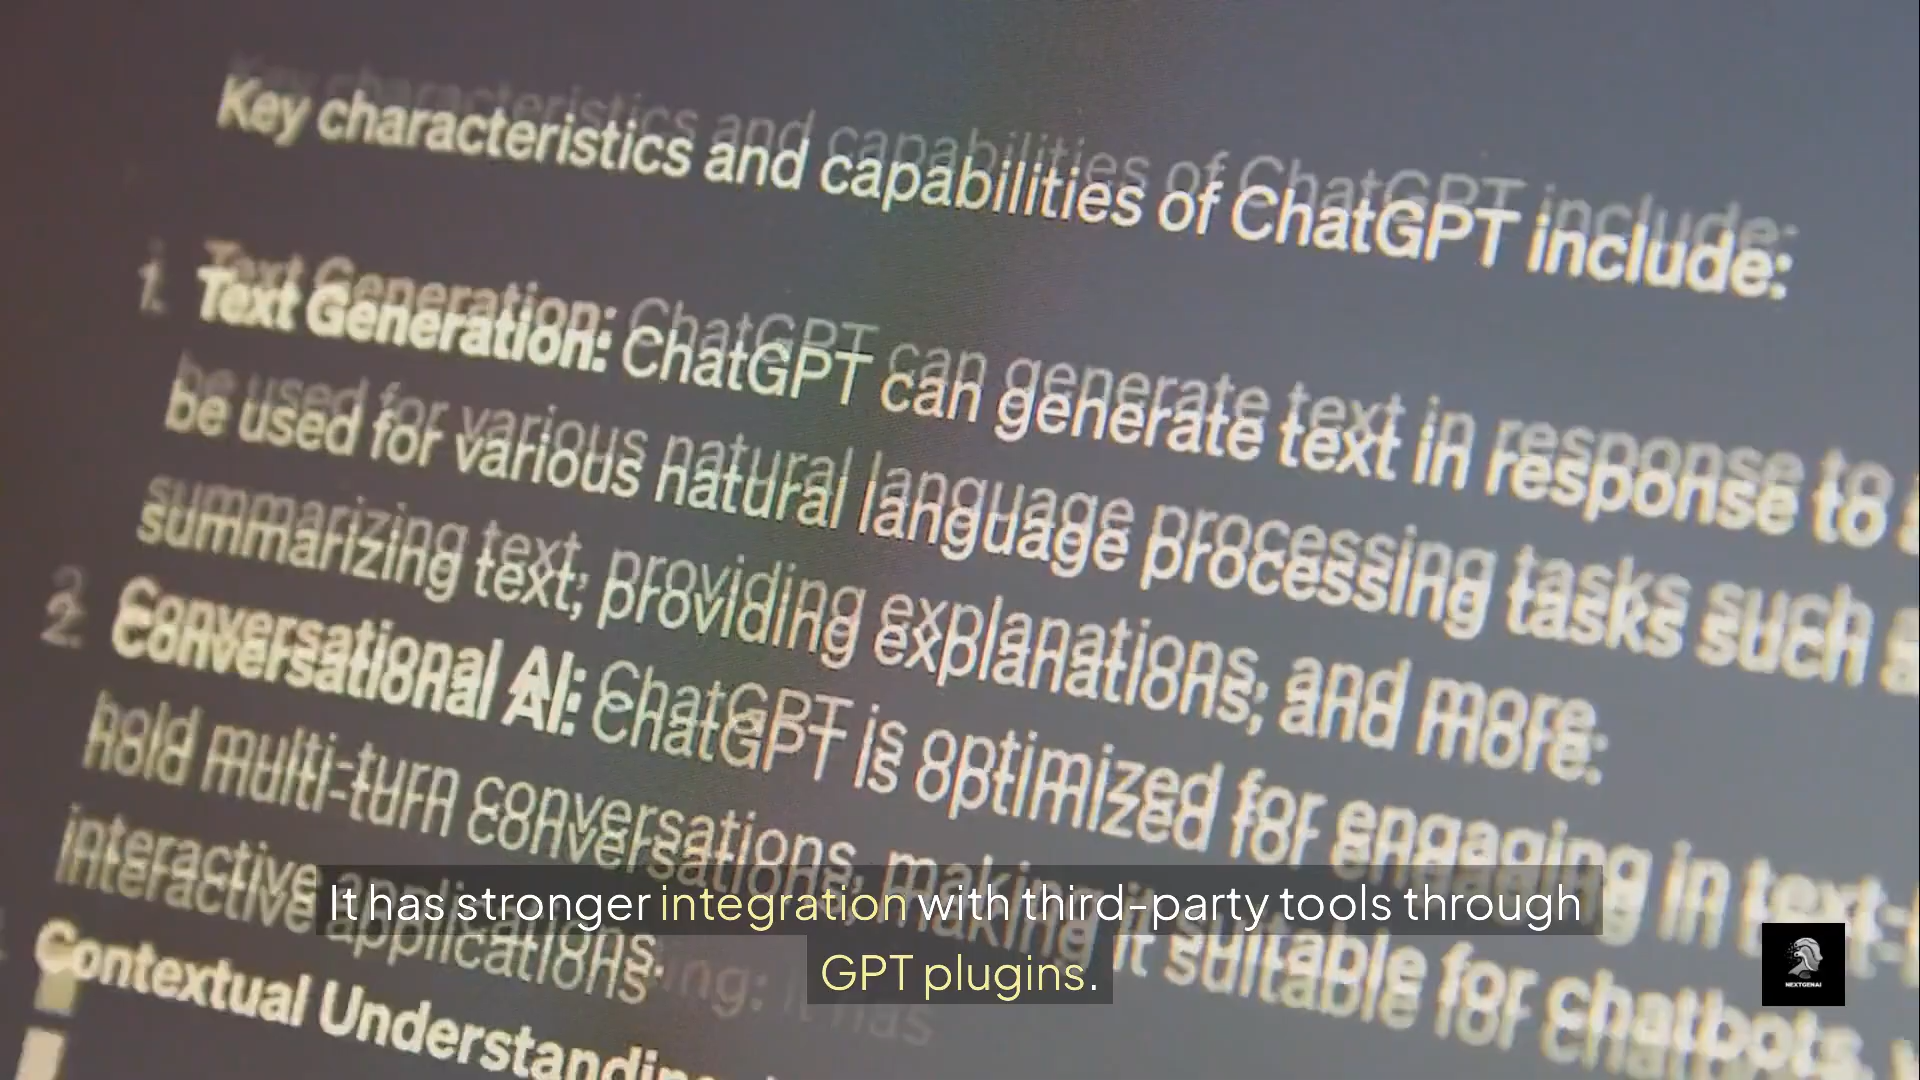 Key characteristics and capabilities of ChatGPT include:
1. Text Generation: ChatGPT can generate text in response to
be used for various natural language processing tasks such
summarizing text, providing explanations, and more.
2. Conversational AI: ChatGPT is optimized for engaging in text-
hold multi-turn conversations, making it suitable for chatbots,
interactive applications.
Contextual Understanding:
It has stronger integration with third-party tools through
GPT plugins.
NEXTGENAI